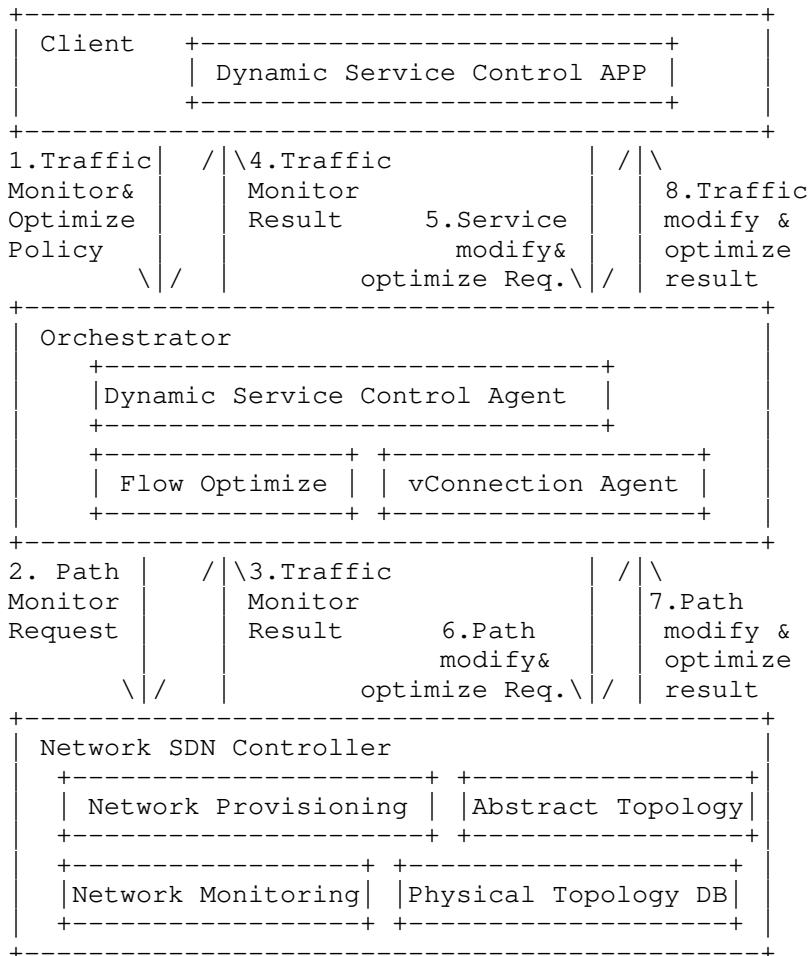 Client
Dynamic Service Control APP
1.Traffic 4.Traffic
Monitor& Monitor 8.Traffic
Optimize Result 5.Service modify &
Policy modify& optimize
optimize Req. result
Orchestrator
Dynamic Service Control Agent
Flow Optimize vConnection Agent
2. Path 3.Traffic
Monitor Monitor 7.Path
Request Result 6.Path modify &
modify& optimize
optimize Req. result
Network SDN Controller
Network Provisioning Abstract Topology
Network Monitoring Physical Topology DB